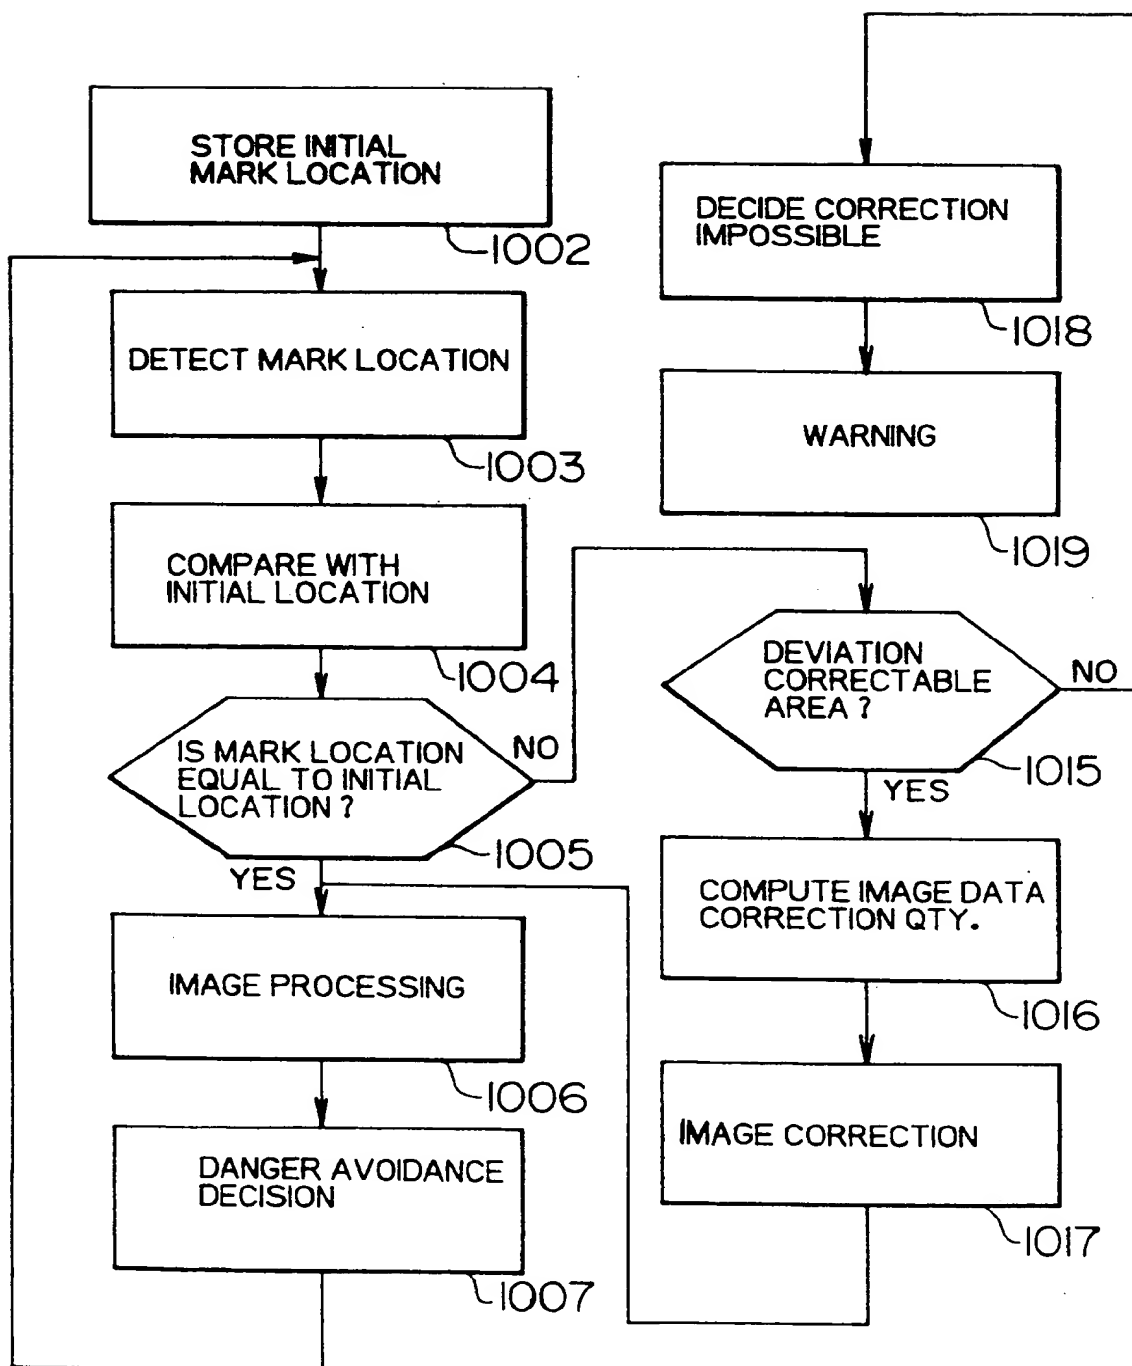 STORE INITIAL
MARK LOCATION
1002
DETECT MARK LOCATION
1003
COMPARE WITH
INITIAL LOCATION
1004
IS MARK LOCATION
EQUAL TO INITIAL
LOCATION ?
NO
1005
YES
IMAGE PROCESSING
1006
DANGER AVOIDANCE
DECISION
1007
DECIDE CORRECTION
IMPOSSIBLE
1018
WARNING
1019
DEVIATION
CORRECTABLE
AREA ?
NO
1015
YES
COMPUTE IMAGE DATA
CORRECTION QTY.
1016
IMAGE CORRECTION
1017